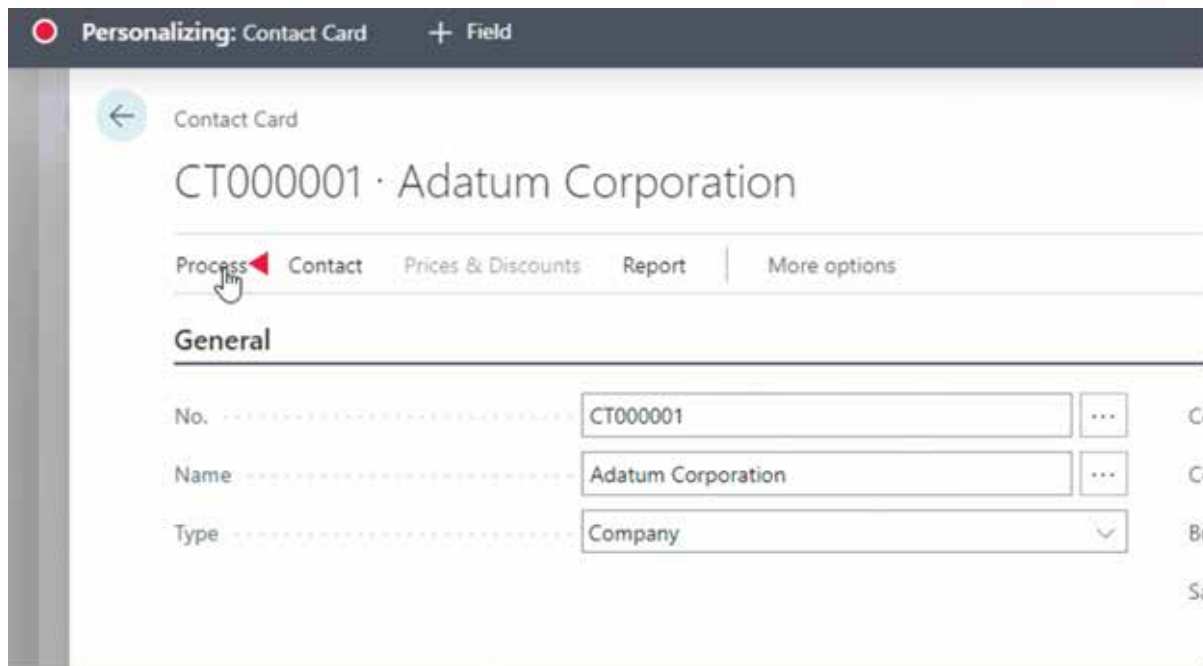 Personalizing: Contact Card + Field
Contact Card
CT000001 · Adatum Corporation
Process Contact Prices & Discounts Report More options
General
No. CT000001 ...
Name Adatum Corporation ...
Type Company